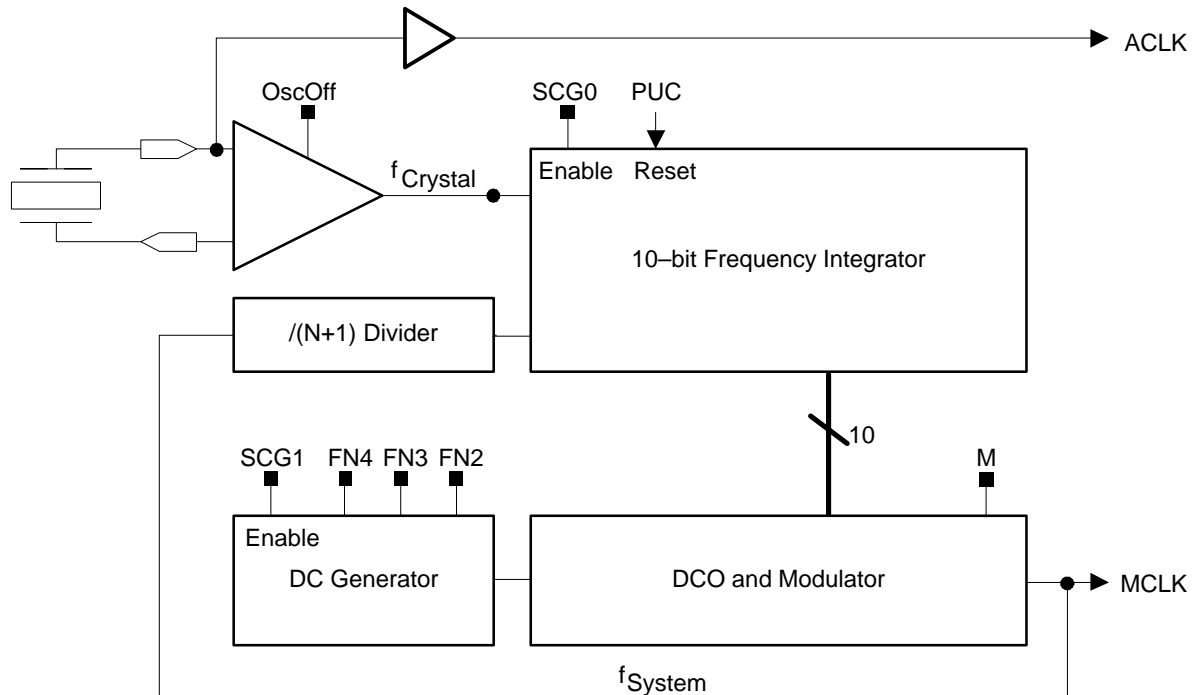 ACLK
OscOff
SCG0
PUC
fCrystal
Enable
Reset
10–bit Frequency Integrator
/(N+1) Divider
10
SCG1
FN4
FN3
FN2
M
Enable
DC Generator
DCO and Modulator
MCLK
fSystem